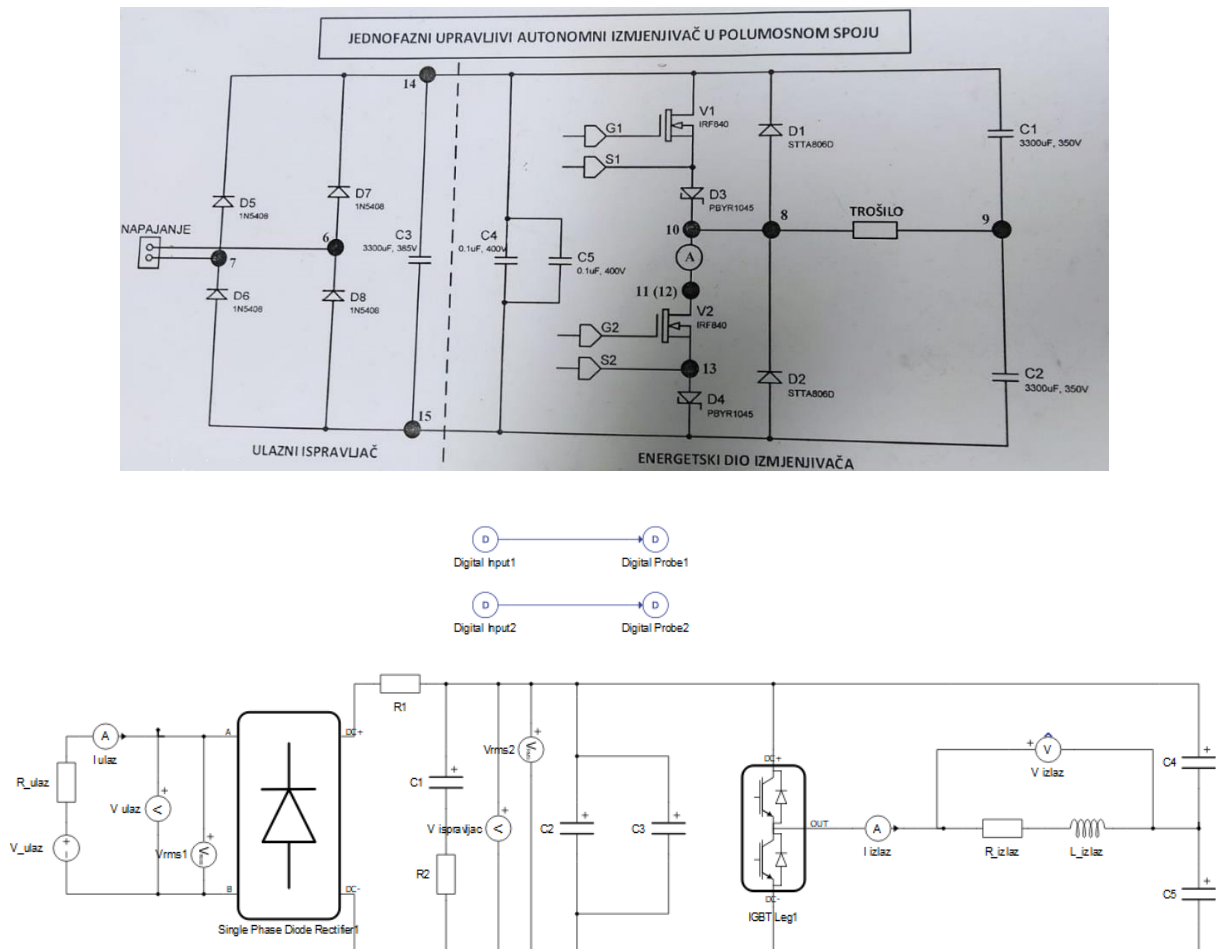 JEDNOFAZNI UPRAVLJIVI AUTONOMNI IZMJENJIVAČ U POLUMOSNOM SPOJU
14
V1
IRF840
G1
S1
D1
STTA806D
C1
3300uF, 350V
D5
1N5408
D7
1N5408
D3
PBYR1045
NAPAJANJE
6
7
C3
3300uF, 385V
C4
0.1uF, 400V
C5
0.1uF, 400V
10
8
TROŠILO
9
A
11 (12)
D6
1N5408
D8
1N5408
V2
IRF840
G2
S2
13
D2
STTA806D
C2
3300uF, 350V
D4
PBYR1045
15
ULAZNI ISPRAVLJAČ
ENERGETSKI DIO IZMJENJIVAČA
D
D
Digital Input1
Digital Probe1
D
D
Digital Input2
Digital Probe2
R1
A
I ulaz
A
DC+
R_ulaz
V ulaz
V
Vrms1
V_ulaz
B
DC-
Single Phase Diode Rectifier1
C1
V ispravljac
V
Vrms2
R2
C2
C3
DC+
OUT
DC-
IGBT Leg1
A
I izlaz
V
V izlaz
R_izlaz
L_izlaz
C4
C5